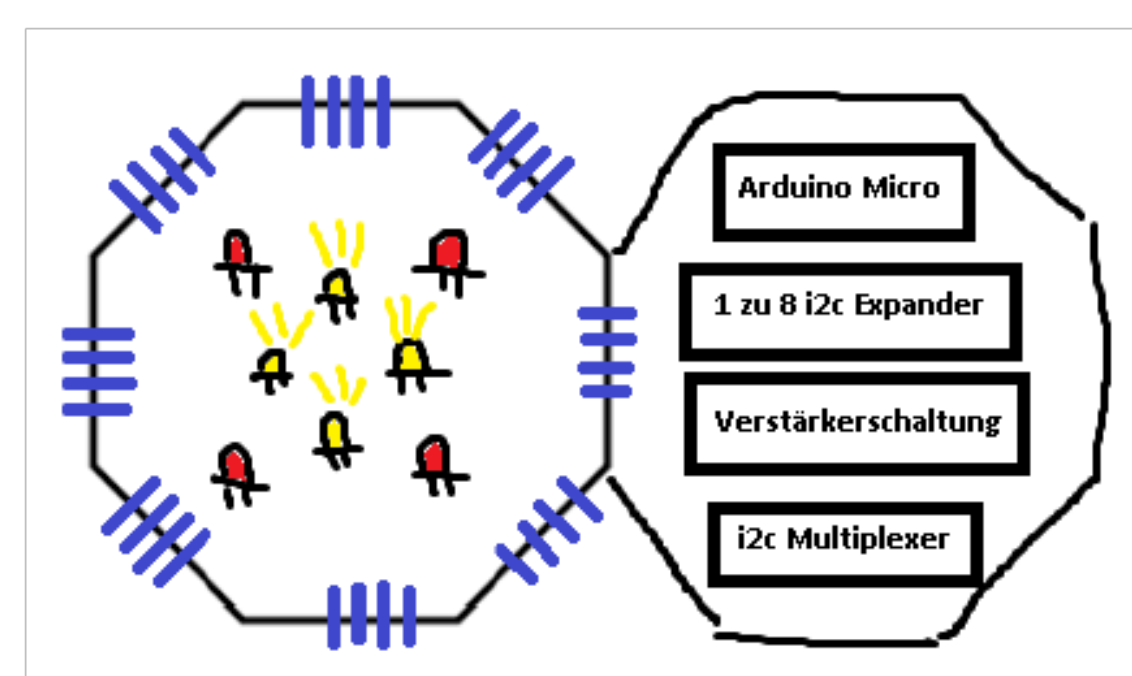 Arduino Micro
1 zu 8 i2c Expander
Verstärkerschaltung
i2c Multiplexer